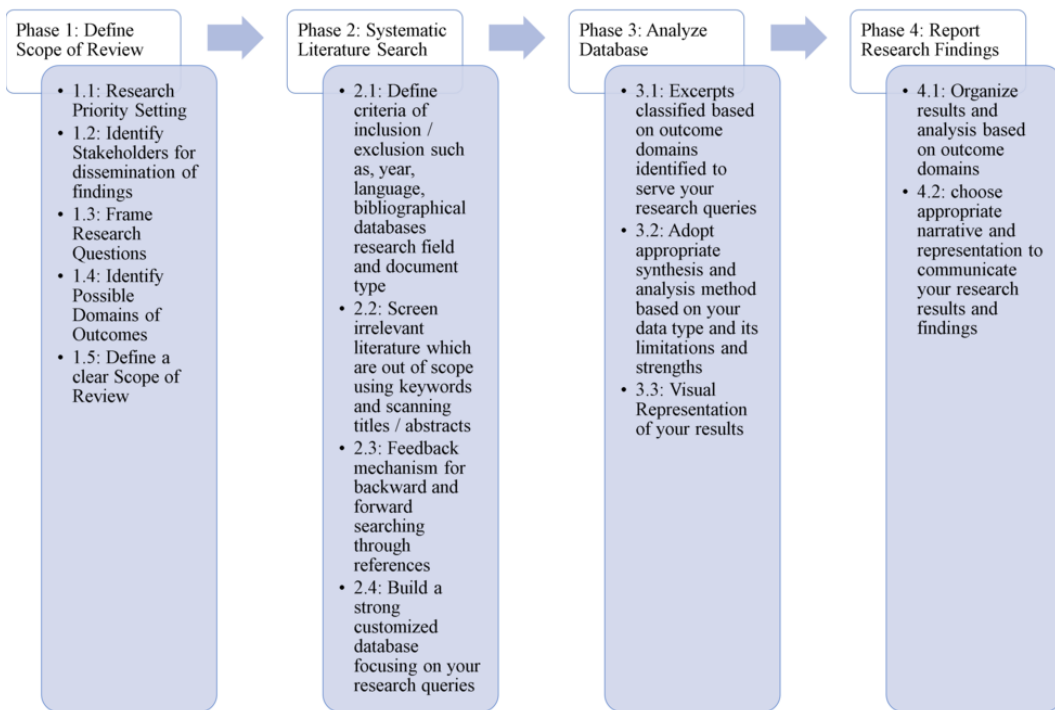 Phase 1: Define
Scope of Review
• 1.1: Research
Priority Setting
• 1.2: Identify
Stakeholders for
dissemination of
findings
• 1.3: Frame
Research
Questions
• 1.4: Identify
Possible
Domains of
Outcomes
• 1.5: Define a
clear Scope of
Review
Phase 2: Systematic
Literature Search
• 2.1: Define
criteria of
inclusion /
exclusion such
as, year,
language,
bibliographical
databases
research field
and document
type
• 2.2: Screen
irrelevant
literature which
are out of scope
using keywords
and scanning
titles / abstracts
• 2.3: Feedback
mechanism for
backward and
forward
searching
through
references
• 2.4: Build a
strong
customized
database
focusing on your
research queries
Phase 3: Analyze
Database
• 3.1: Excerpts
classified based
on outcome
domains
identified to
serve your
research queries
• 3.2: Adopt
appropriate
synthesis and
analysis method
based on your
data type and its
limitations and
strengths
• 3.3: Visual
Representation
of your results
Phase 4: Report
Research Findings
• 4.1: Organize
results and
analysis based
on outcome
domains
• 4.2: choose
appropriate
narrative and
representation to
communicate
your research
results and
findings